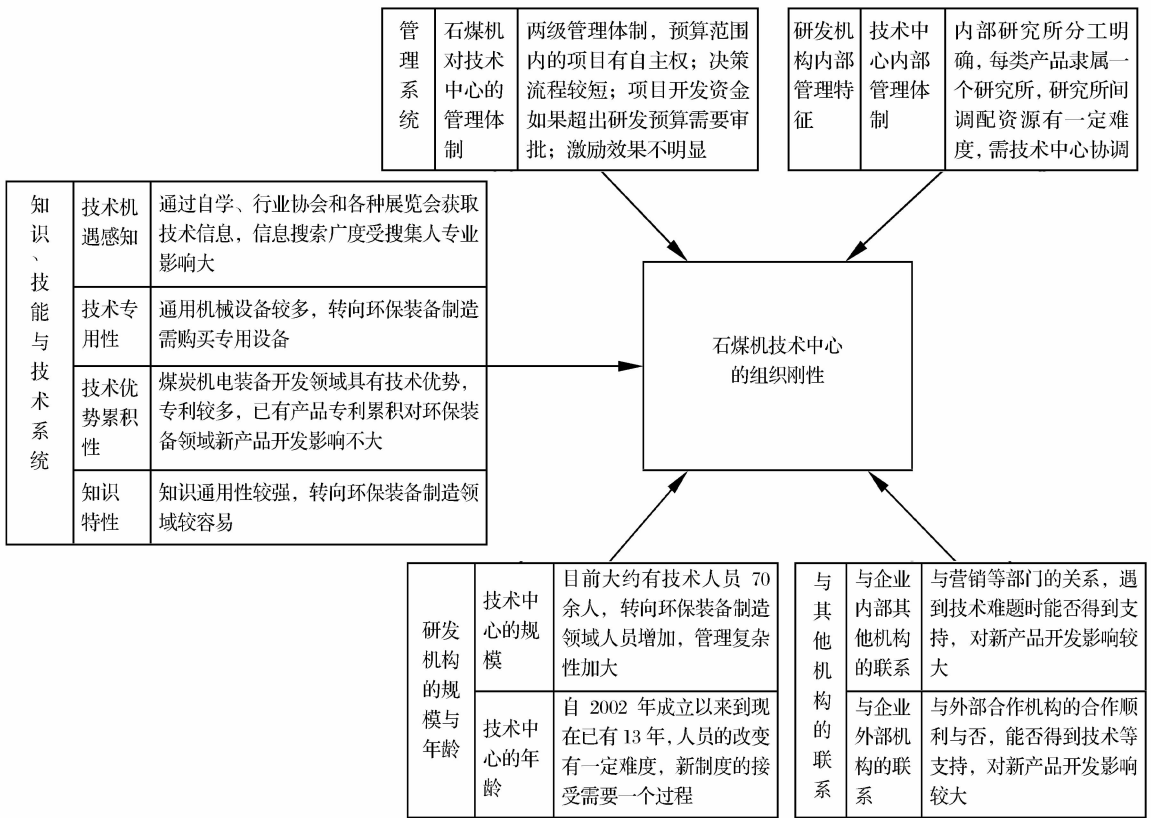 管
理
系
统
石煤机
对技术
中心的
管理体
制
两级管理体制，预算范围
内的项目有自主权；决策
流程较短；项目开发资金
如果超出研发预算需要审
批；激励效果不明显
研发机
构内部
管理特
征
技术中
心内部
管理体
制
内部研究所分工明
确，每类产品隶属一
个研究所，研究所间
调配资源有一定难
度，需技术中心协调
知
识
、
技
能
与
技
术
系
统
技术机
遇感知
通过自学、行业协会和各种展览会获取
技术信息，信息搜索广度受搜集人专业
影响大
技术专
用性
通用机械设备较多，转向环保装备制造
需购买专用设备
技术优
势累积
性
煤炭机电装备开发领域具有技术优势，
专利较多，已有产品专利累积对环保装
备领域新产品开发影响不大
知识
特性
知识通用性较强，转向环保装备制造领
域较容易
石煤机技术中心
的组织刚性
研发
机构
的规
模与
年龄
技术中
心的规
模
目前大约有技术人员 70
余人，转向环保装备制造
领域人员增加，管理复杂
性加大
技术中
心的年
龄
自 2002 年成立以来到现
在已有 13 年，人员的改变
有一定难度，新制度的接
受需要一个过程
与
其
他
机
构
的
联
系
与企业
内部其
他机构
的联系
与营销等部门的关系，遇
到技术难题时能否得到支
持，对新产品开发影响较
大
与企业
外部机
构的联
系
与外部合作机构的合作顺
利与否，能否得到技术等
支持，对新产品开发影响
较大